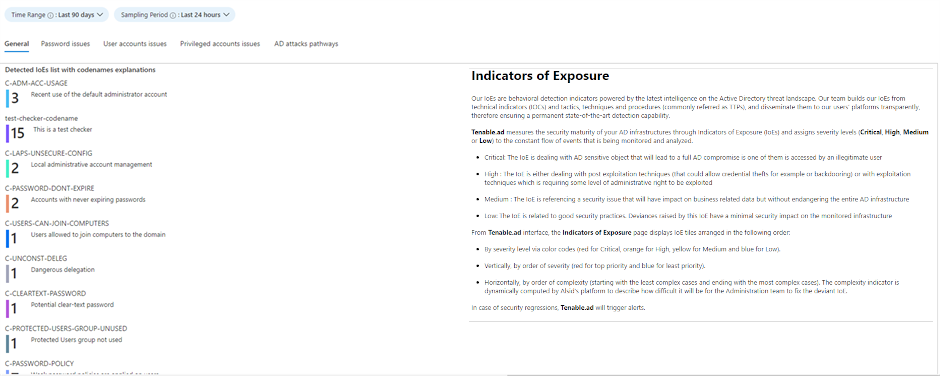 Time Range : Last 90 days
Sampling Period : Last 24 hours
General
Password issues
User accounts issues
Privileged accounts issues
AD attacks pathways
Detected IoEs list with codenames explanations
C-ADM-ACC-USAGE
3
Recent use of the default administrator account
test-checker-codename
15
This is a test checker
C-LAPS-UNSECURE-CONFIG
2
Local administrative account management
C-PASSWORD-DONT-EXPIRE
2
Accounts with never expiring passwords
C-USERS-CAN-JOIN-COMPUTERS
1
Users allowed to join computers to the domain
C-UNCONST-DELEG
1
Dangerous delegation
C-CLEARTEXT-PASSWORD
1
Potential clear-text password
C-PROTECTED-USERS-GROUP-UNUSED
1
Protected Users group not used
C-PASSWORD-POLICY
Weak password policies are applied on users
Indicators of Exposure
Our IoEs are behavioral detection indicators powered by the latest intelligence on the Active Directory threat landscape. Our team builds our IoEs from
technical indicators (IOCs) and tactics, techniques and procedures (commonly referred as TTPs), and disseminate them to our users' platforms transparently,
therefore ensuring a permanent state-of-the-art detection capability.
Tenable.ad measures the security maturity of your AD infrastructures through Indicators of Exposure (IoEs) and assigns severity levels (Critical, High, Medium
or Low) to the constant flow of events that is being monitored and analyzed.
• Critical: The IoE is dealing with AD sensitive object that will lead to a full AD compromise is one of them is accessed by an illegitimate user
• High : The IoE is either dealing with post exploitation techniques (that could allow credential thefts for example or backdooring) or with exploitation
techniques which is requiring some level of administrative right to be exploited
• Medium : The IoE is referencing a security issue that will have impact on business related data but without endangering the entire AD infrastructure
• Low: The IoE is related to good security practices. Deviances raised by this IoE have a minimal security impact on the monitored infrastructure
From Tenable.ad interface, the Indicators of Exposure page displays IoE tiles arranged in the following order:
• By severity level via color codes (red for Critical, orange for High, yellow for Medium and blue for Low).
• Vertically, by order of severity (red for top priority and blue for least priority).
• Horizontally, by order of complexity (starting with the least complex cases and ending with the most complex cases). The complexity indicator is
dynamically computed by Alsid's platform to describe how difficult it will be for the Administration team to fix the deviant IoE.
In case of security regressions, Tenable.ad will trigger alerts.